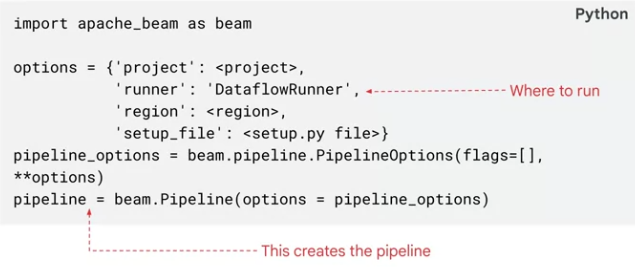 Python
import apache_beam as beam
options = {'project': <project>,
'runner': 'DataflowRunner',
Where to run
'region': <region>,
'setup_file': <setup.py file>}
pipeline_options = beam.pipeline.PipelineOptions(flags=[],
**options)
pipeline = beam.Pipeline(options = pipeline_options)
This creates the pipeline